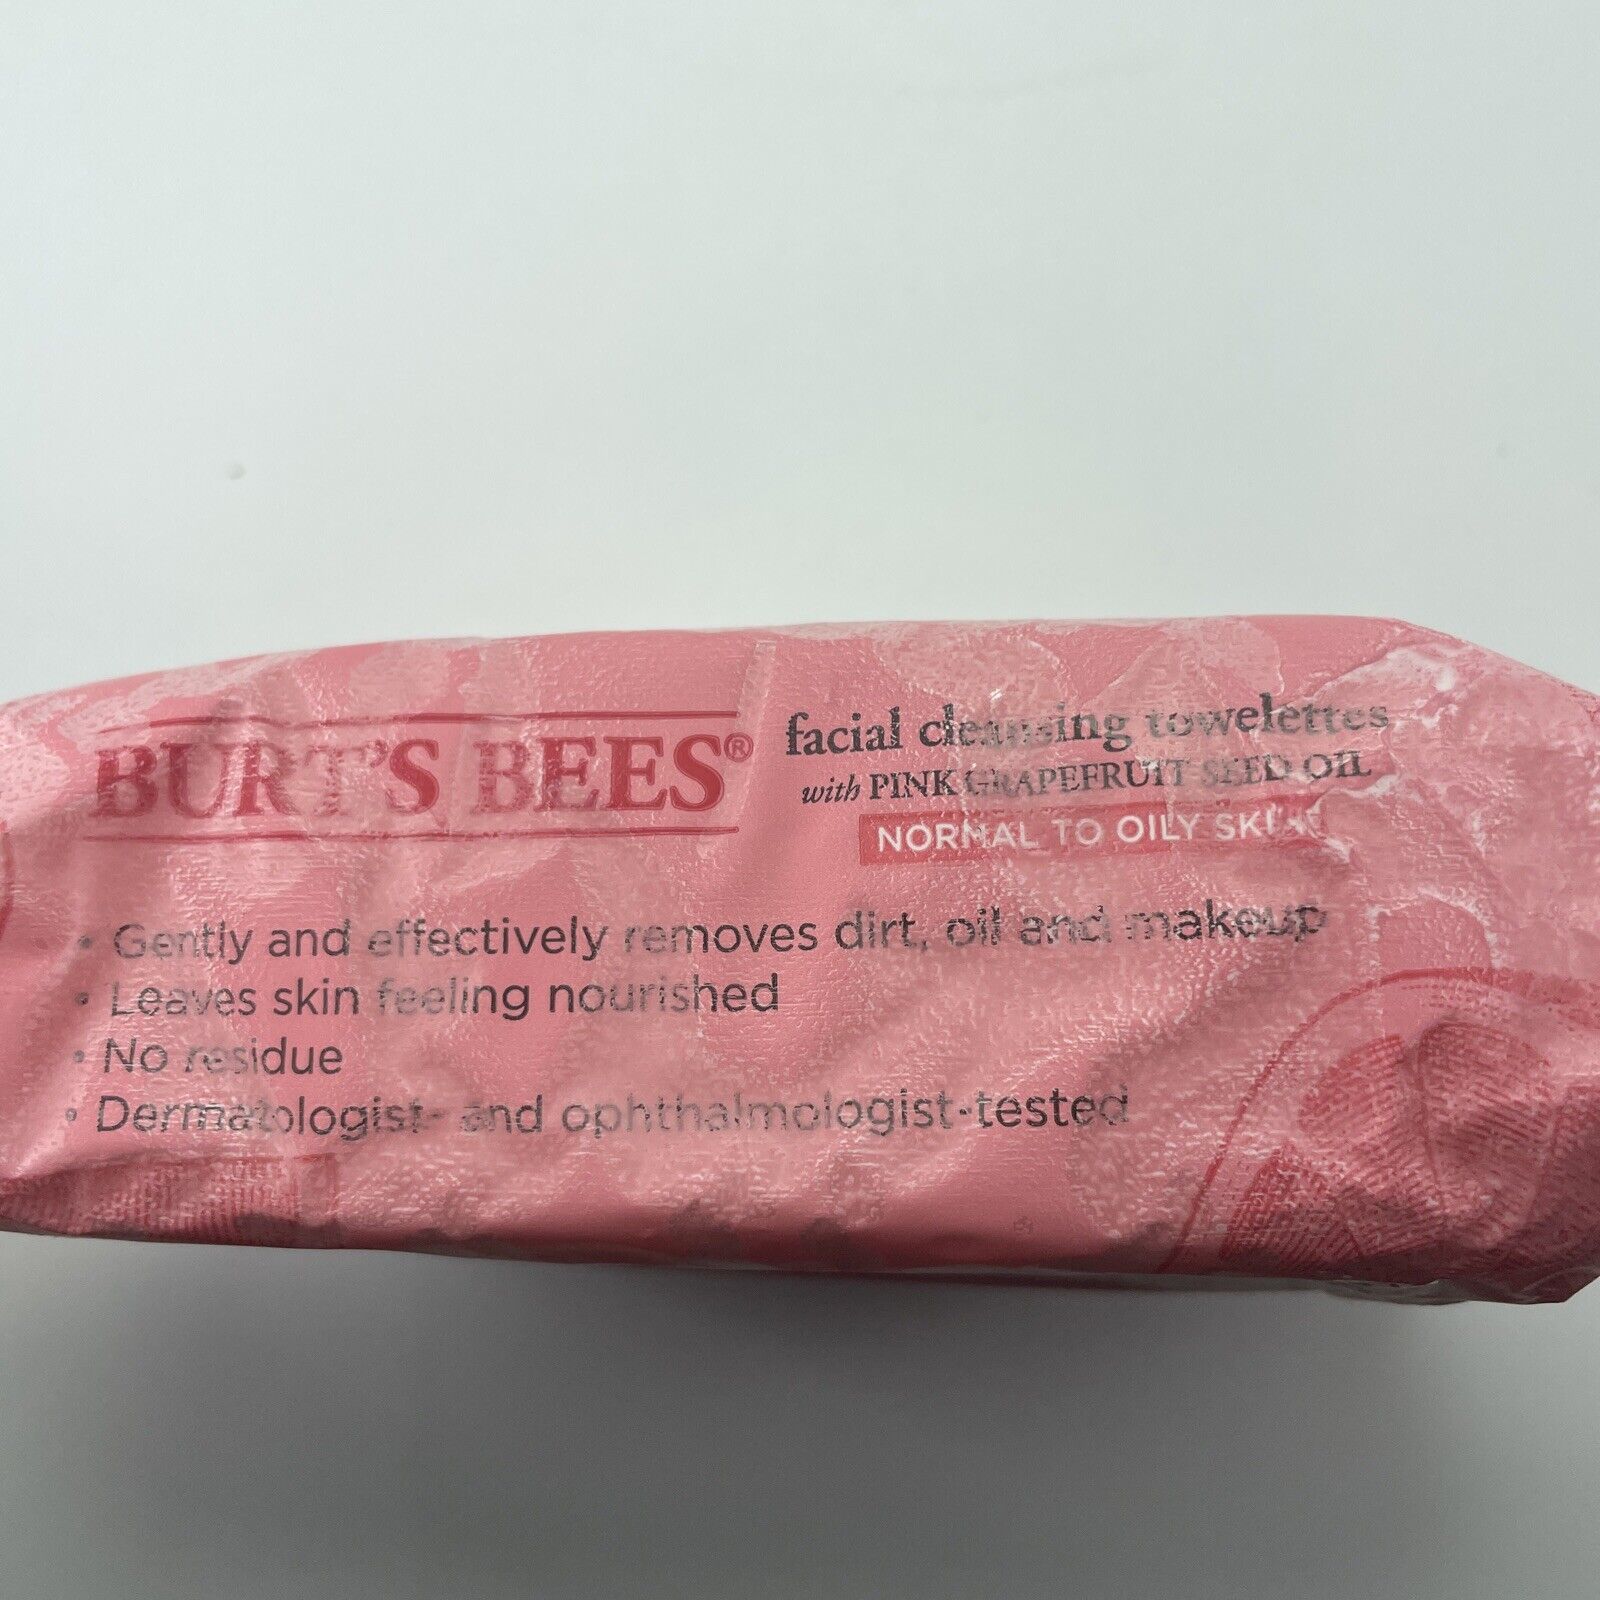 BURT'S BEES®
facial cleansing towelettes
with PINK GRAPEFRUIT SEED OIL
NORMAL TO OILY SKIN
• Gently and effectively removes dirt, oil and makeup
• Leaves skin feeling nourished
• No residue
• Dermatologist- and ophthalmologist-tested